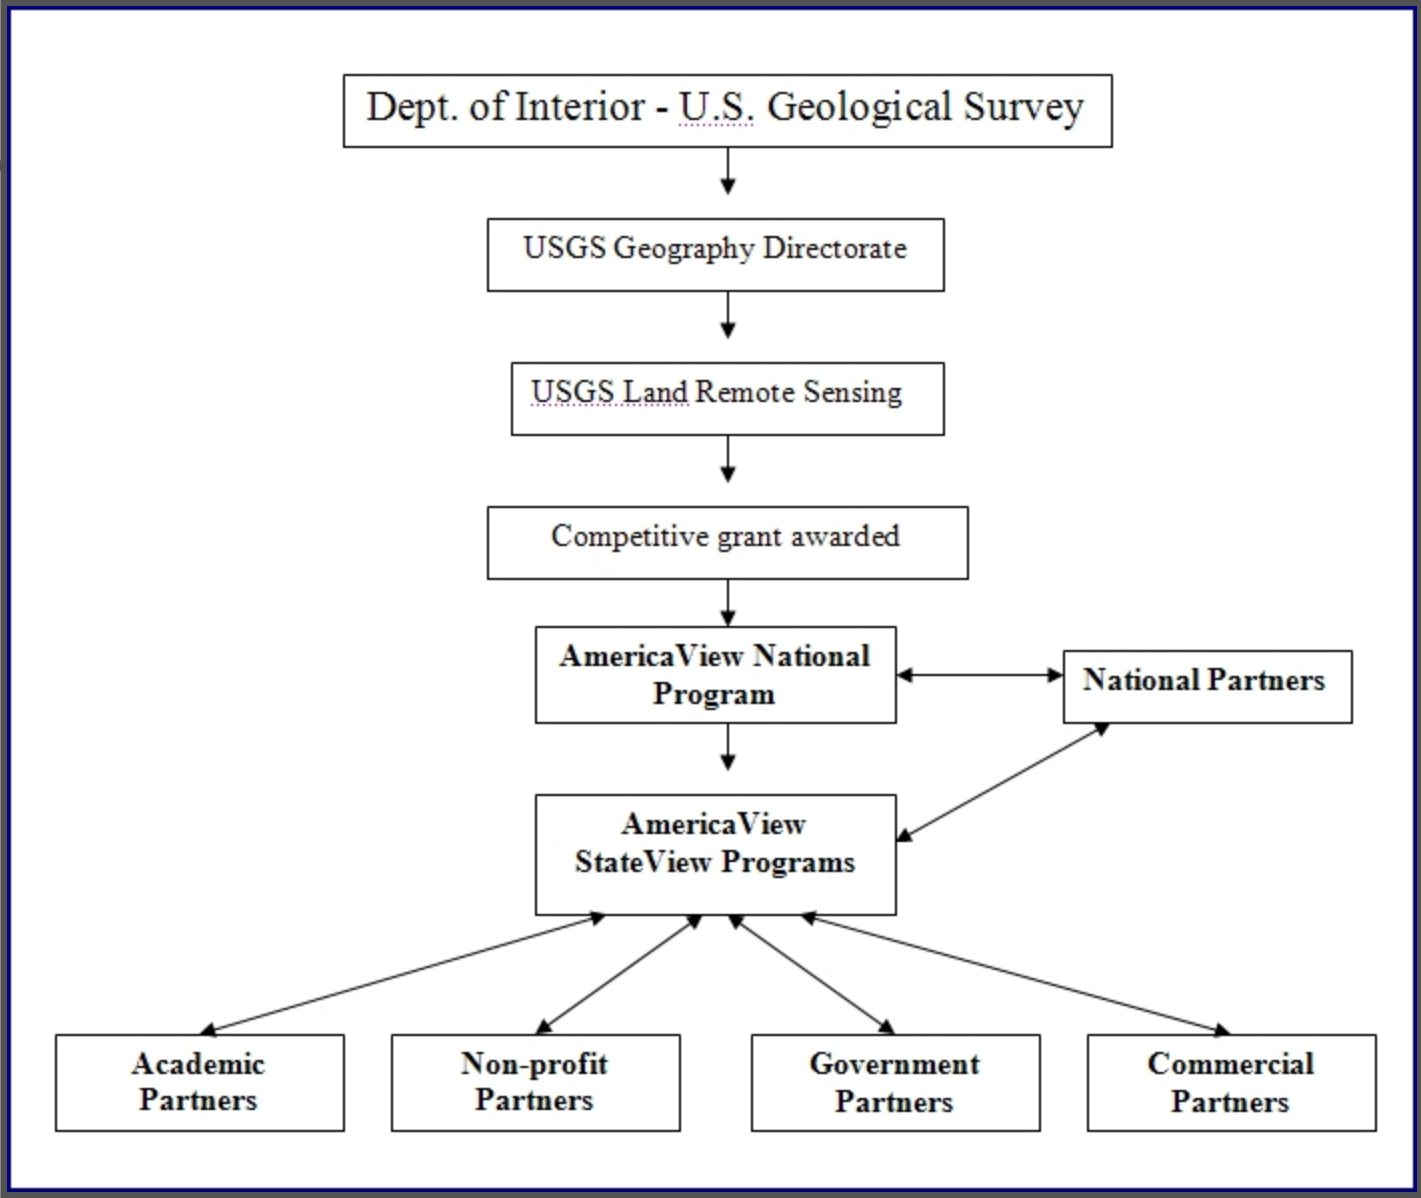 Dept. of Interior - U.S. Geological Survey
USGS Geography Directorate
USGS Land Remote Sensing
Competitive grant awarded
AmericaView National
Program
National Partners
AmericaView
StateView Programs
Academic
Partners
Non-profit
Partners
Government
Partners
Commercial
Partners